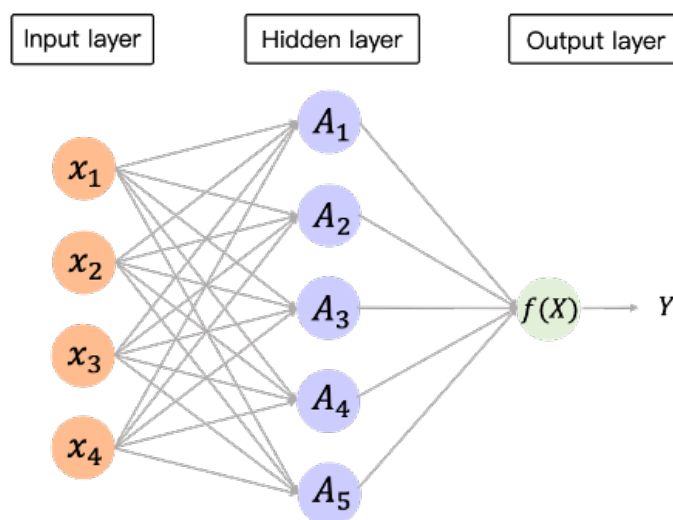 Input layer
Hidden layer
Output layer
x₁
x₂
x₃
x₄
A₁
A₂
A₃
A₄
A₅
f(X)
Y